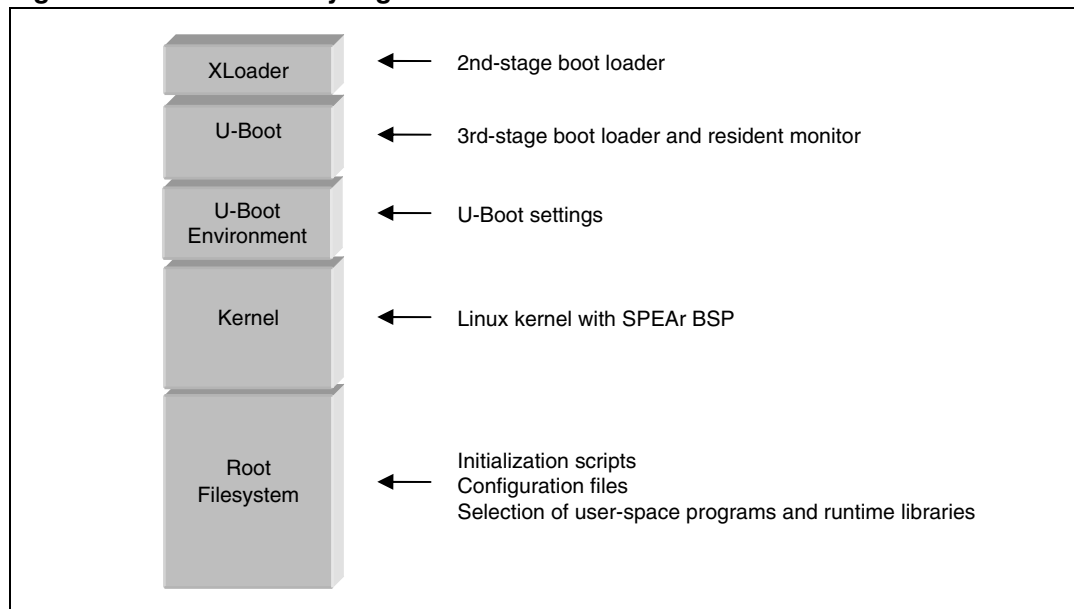 XLoader
2nd-stage boot loader
U-Boot
3rd-stage boot loader and resident monitor
U-Boot
Environment
U-Boot settings
Kernel
Linux kernel with SPEAr BSP
Root
Filesystem
Initialization scripts
Configuration files
Selection of user-space programs and runtime libraries